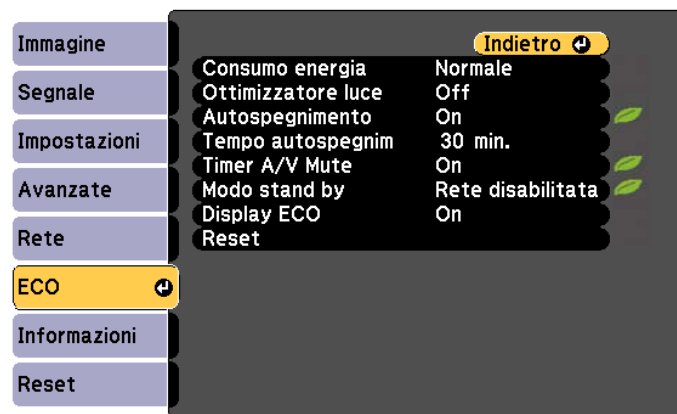 Immagine
Segnale
Impostazioni
Avanzate
Rete
ECO
Informazioni
Reset
Indietro
Consumo energia Normale
Ottimizzatore luce Off
Autospegnimento On
Tempo autospegnim 30 min.
Timer A/V Mute On
Modo stand by Rete disabilitata
Display ECO On
Reset